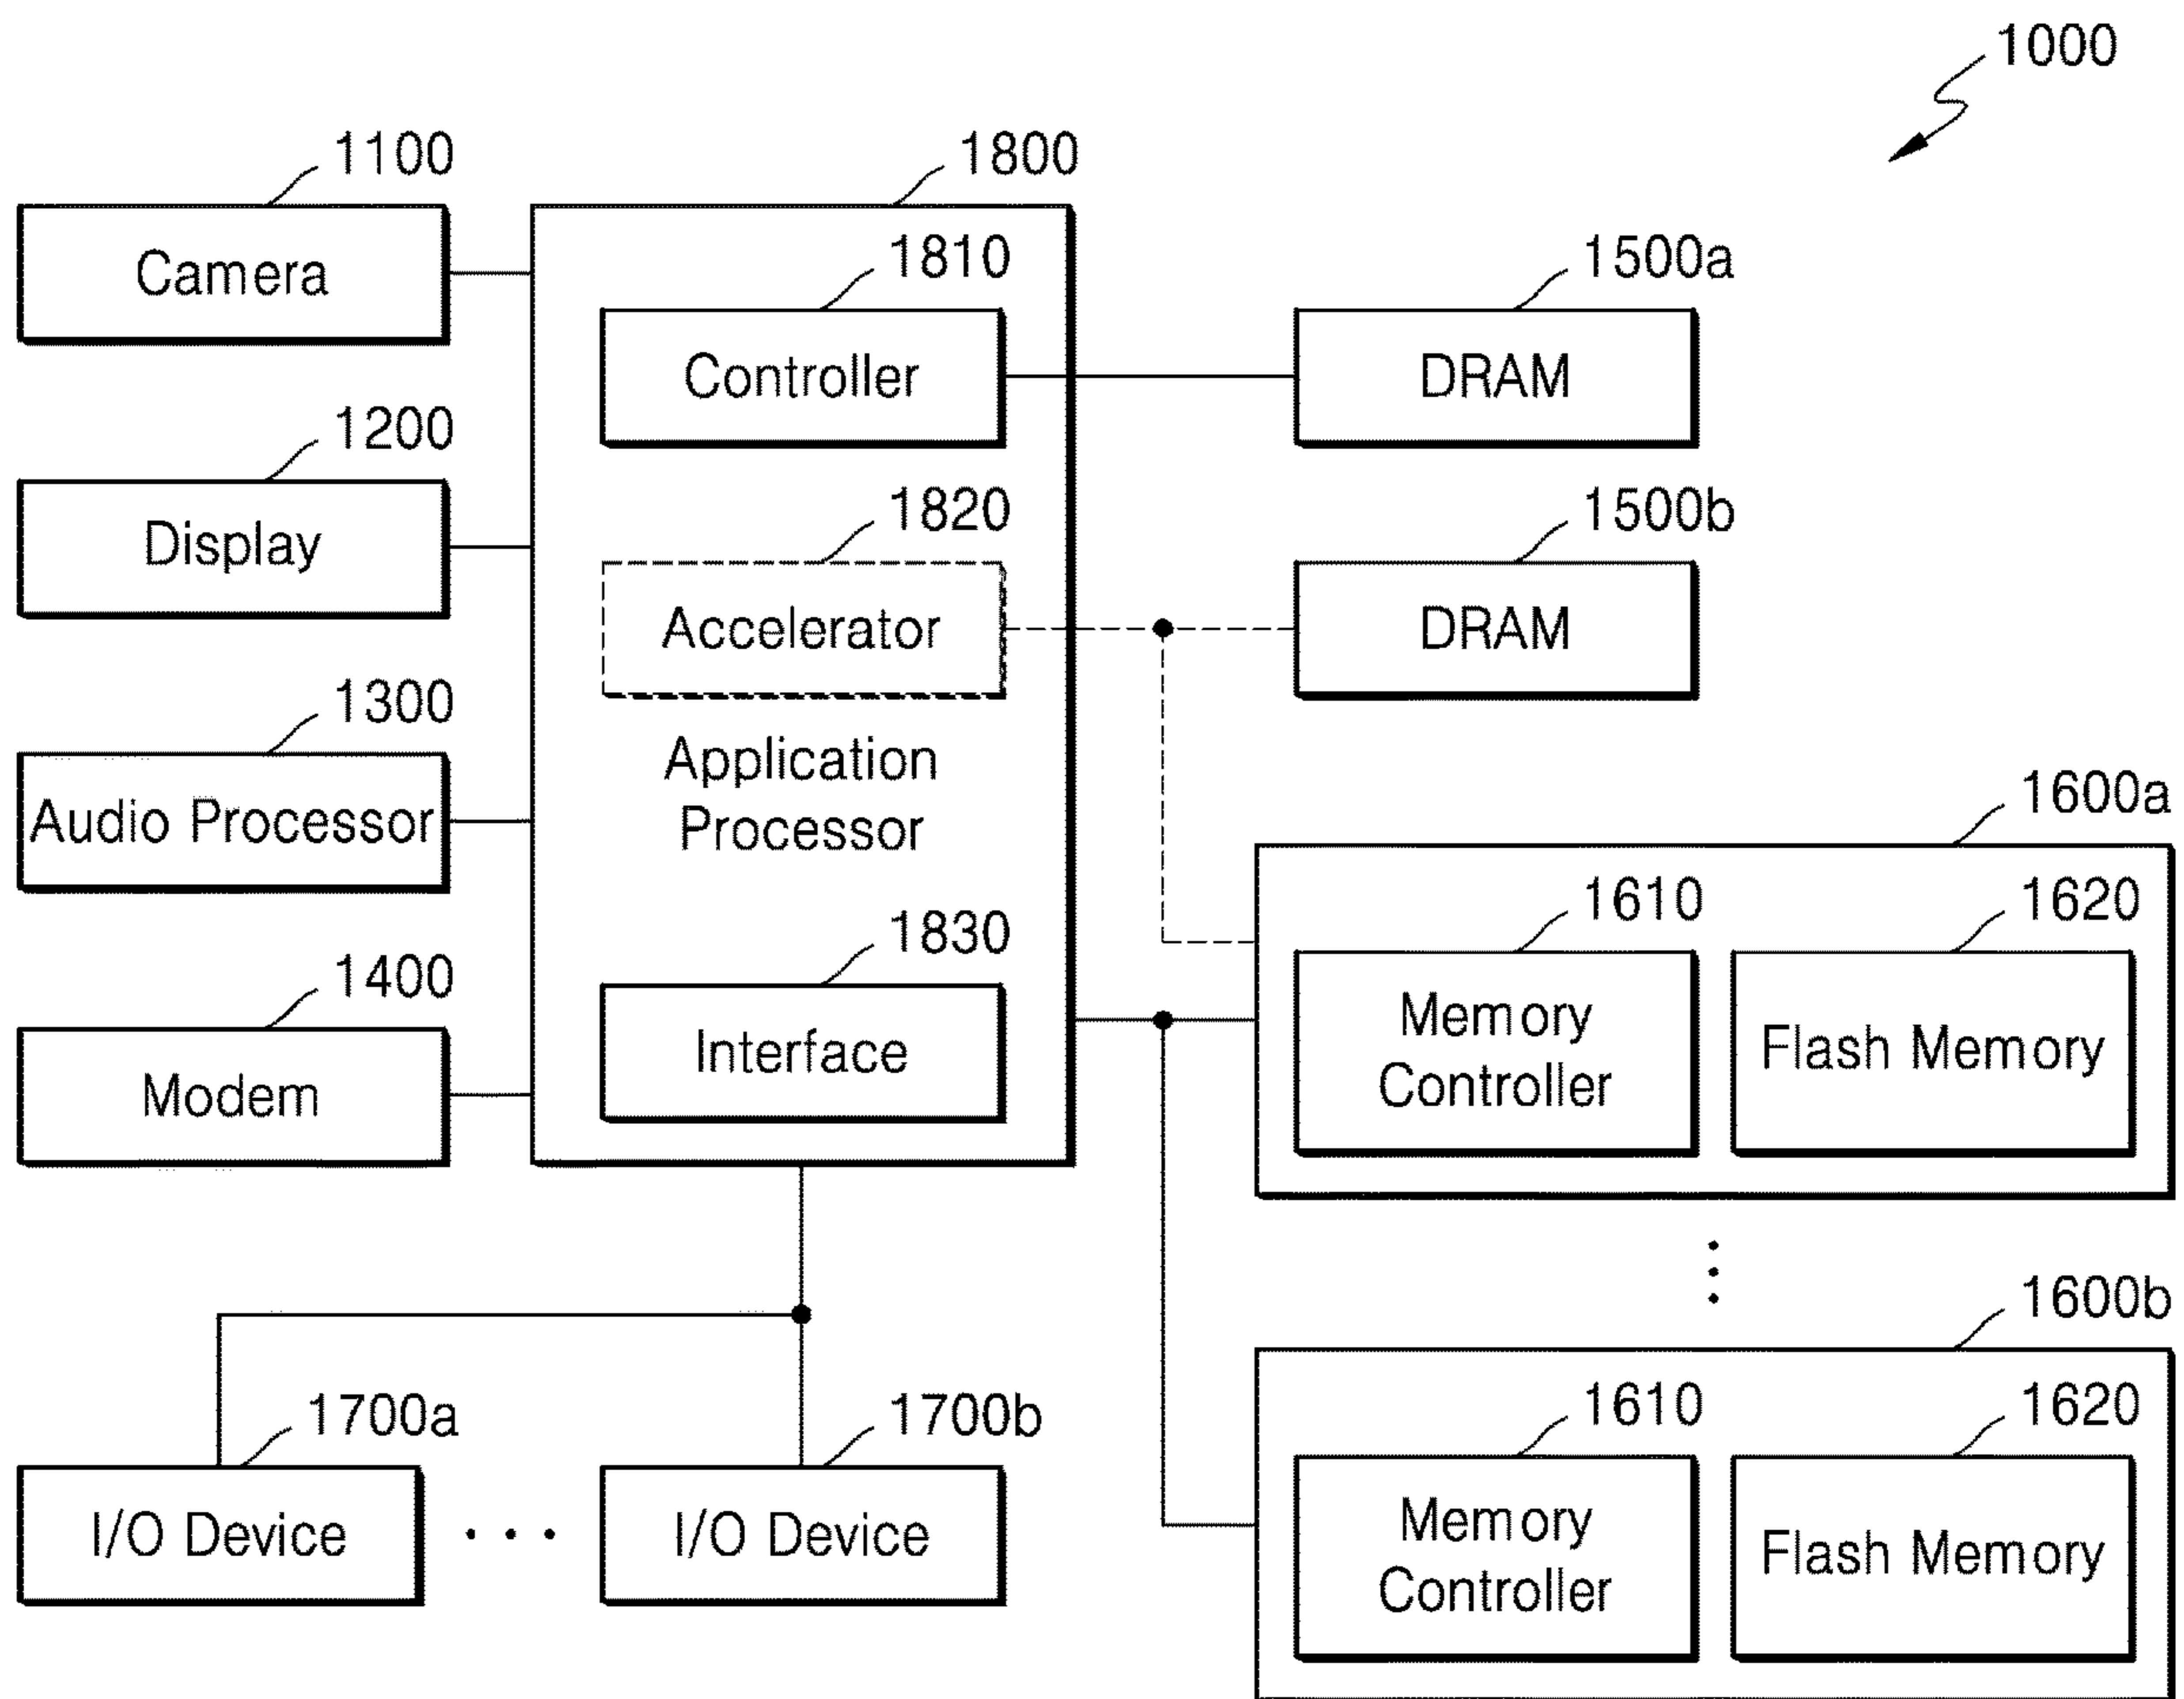 1000
1100
Camera
1200
Display
1300
Audio Processor
1400
Modem
1800
1810
Controller
1820
Accelerator
Application
Processor
1830
Interface
1500a
DRAM
1500b
DRAM
1600a
1610
Memory
Controller
1620
Flash Memory
1600b
1610
Memory
Controller
1620
Flash Memory
1700a
I/O Device
1700b
I/O Device